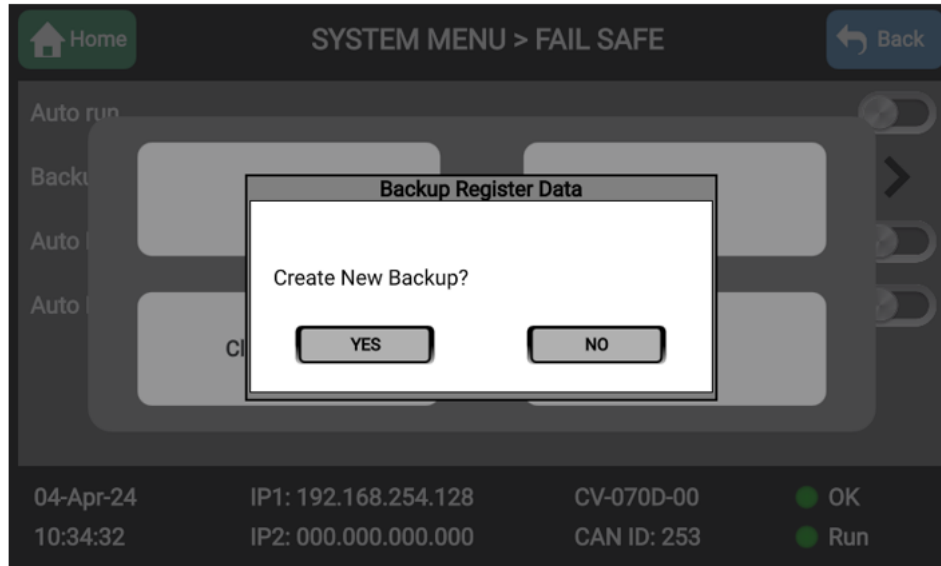 Home
SYSTEM MENU > FAIL SAFE
Back
Auto run
Backup Register Data
Auto
Create New Backup?
Auto
YES
NO
04-Apr-24
IP1: 192.168.254.128
CV-070D-00
OK
10:34:32
IP2: 000.000.000.000
CAN ID: 253
Run